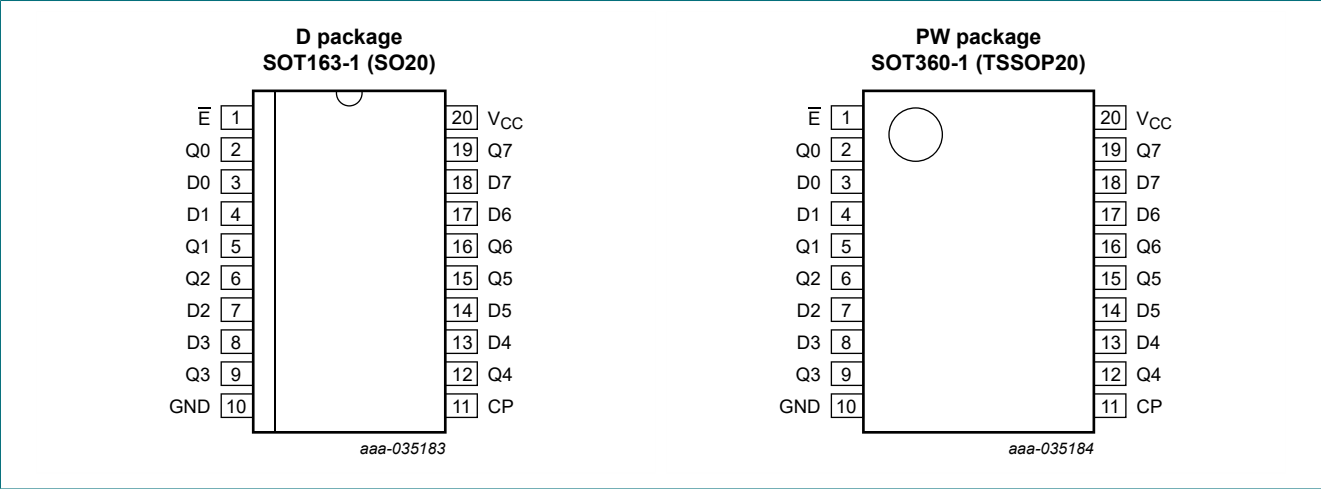 D package
SOT163-1 (SO20)
E̅ 1 20 VCC
Q0 2 19 Q7
D0 3 18 D7
D1 4 17 D6
Q1 5 16 Q6
Q2 6 15 Q5
D2 7 14 D5
D3 8 13 D4
Q3 9 12 Q4
GND 10 11 CP
aaa-035183
PW package
SOT360-1 (TSSOP20)
E̅ 1 20 VCC
Q0 2 19 Q7
D0 3 18 D7
D1 4 17 D6
Q1 5 16 Q6
Q2 6 15 Q5
D2 7 14 D5
D3 8 13 D4
Q3 9 12 Q4
GND 10 11 CP
aaa-035184